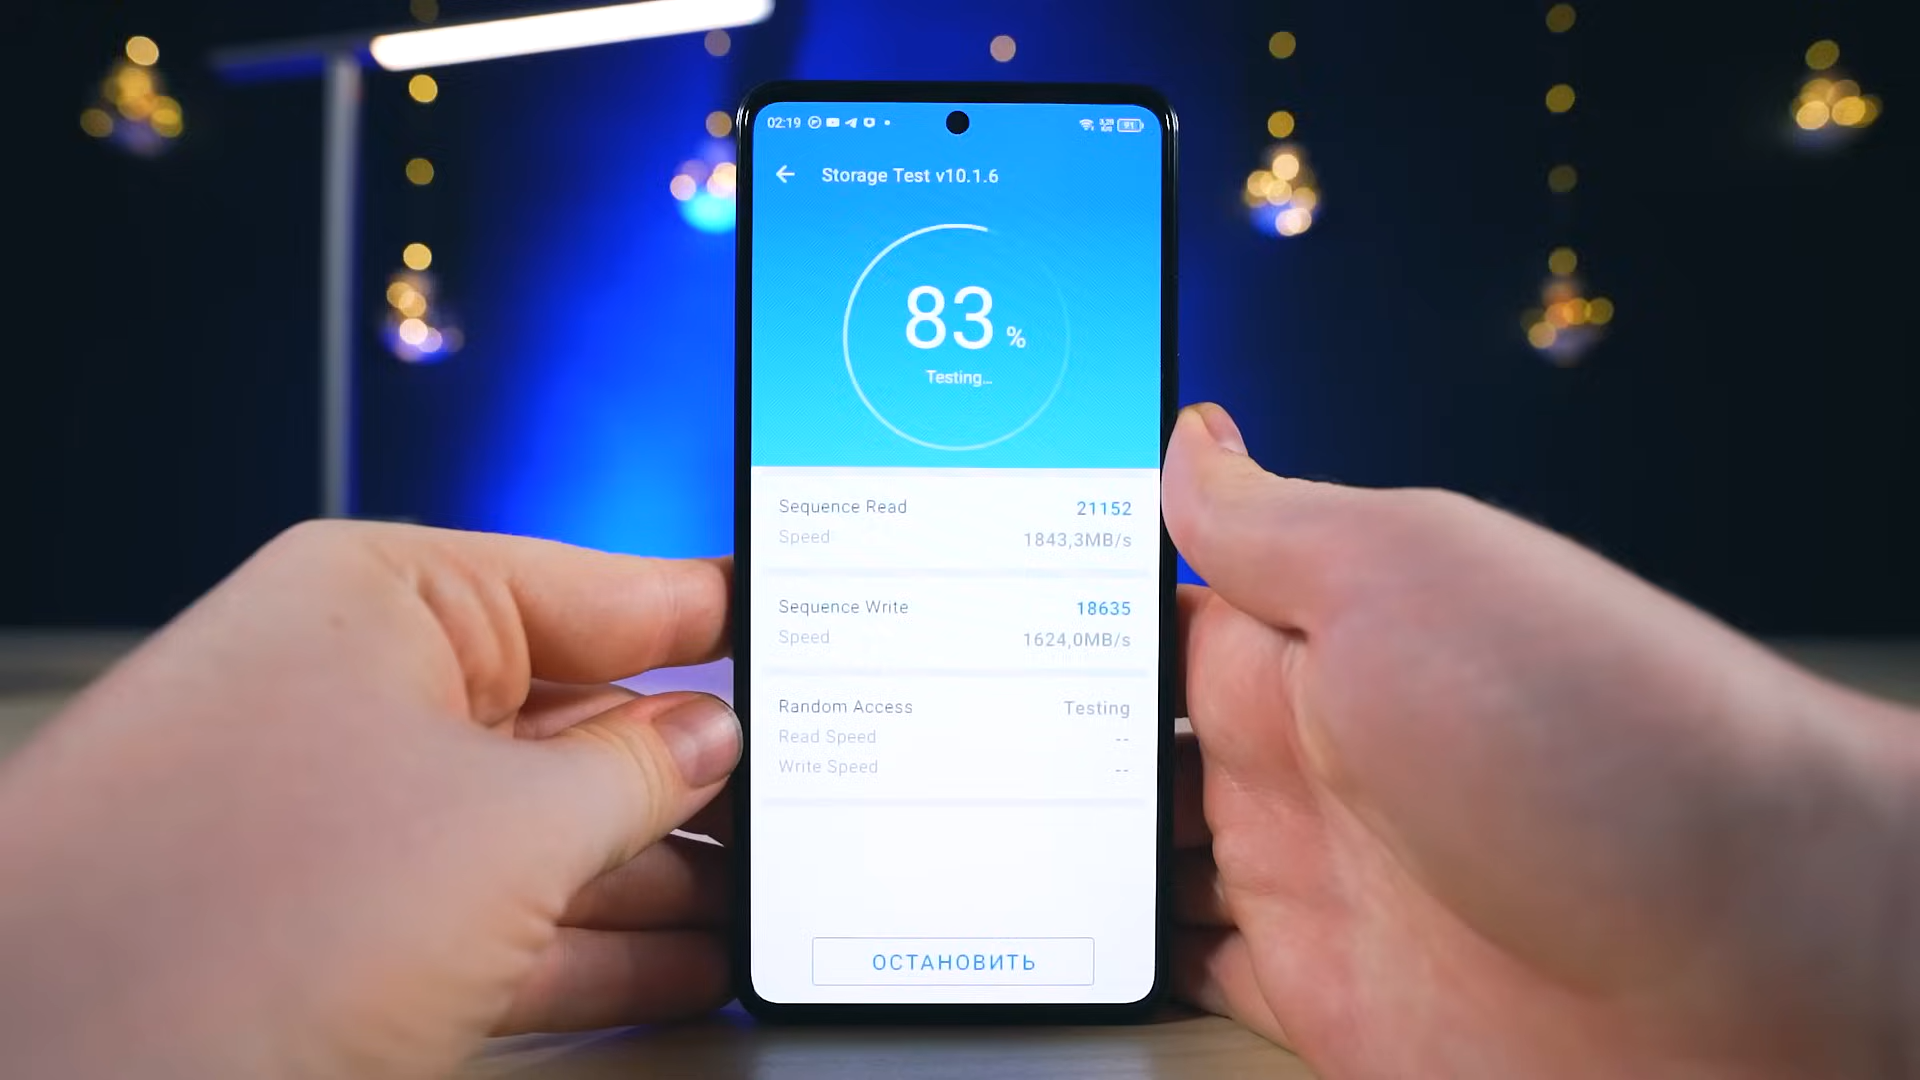 02:19
91
Storage Test v10.1.6
83 %
Testing...
Sequence Read 21152
Speed 1843,3MB/s
Sequence Write 18635
Speed 1624,0MB/s
Random Access Testing
Read Speed --
Write Speed --
ОСТАНОВИТЬ